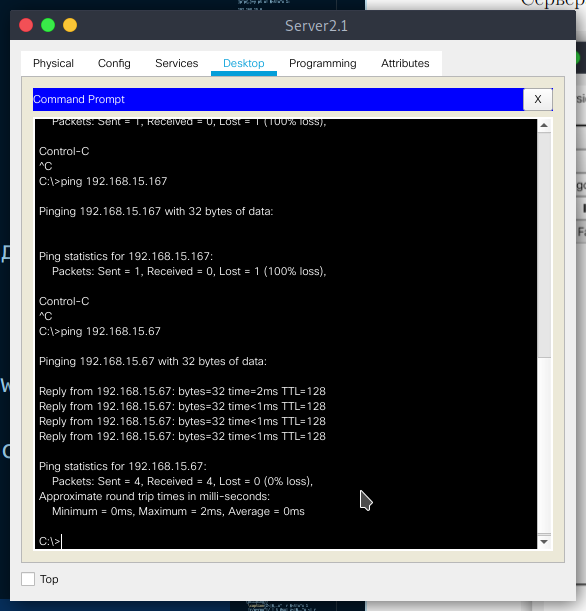 Сервер
Server2.1
Physical Config Services Desktop Programming Attributes
Command Prompt
X
Packets: Sent = 1, Received = 0, Lost = 1 (100% loss),
Control-C
^C
C:\>ping 192.168.15.167
Pinging 192.168.15.167 with 32 bytes of data:
Ping statistics for 192.168.15.167:
Packets: Sent = 1, Received = 0, Lost = 1 (100% loss),
Control-C
^C
C:\>ping 192.168.15.67
Pinging 192.168.15.67 with 32 bytes of data:
Reply from 192.168.15.67: bytes=32 time=2ms TTL=128
Reply from 192.168.15.67: bytes=32 time<1ms TTL=128
Reply from 192.168.15.67: bytes=32 time<1ms TTL=128
Reply from 192.168.15.67: bytes=32 time<1ms TTL=128
Ping statistics for 192.168.15.67:
Packets: Sent = 4, Received = 4, Lost = 0 (0% loss),
Approximate round trip times in milli-seconds:
Minimum = 0ms, Maximum = 2ms, Average = 0ms
C:\>
Top